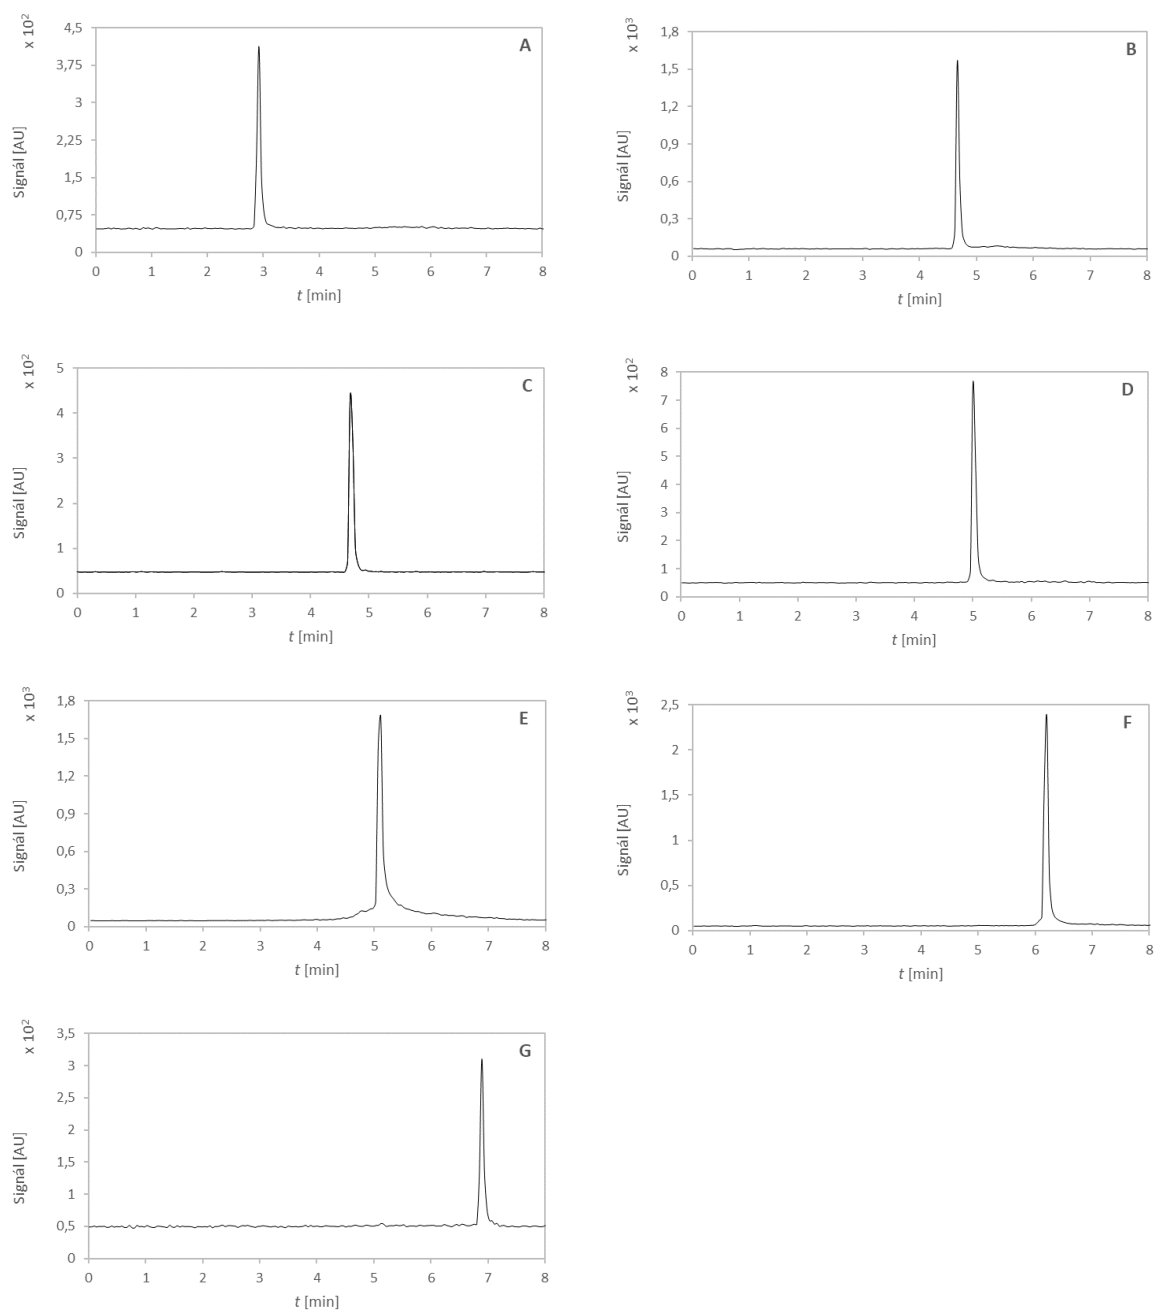 x 10²
A
4,5
3,75
3
2,25
1,5
0,75
0
Signál [AU]
0 1 2 3 4 5 6 7 8
t [min]
x 10³
B
1,8
1,5
1,2
0,9
0,6
0,3
0
Signál [AU]
0 1 2 3 4 5 6 7 8
t [min]
x 10²
C
5
4
3
2
1
0
Signál [AU]
0 1 2 3 4 5 6 7 8
t [min]
x 10²
D
8
7
6
5
4
3
2
1
0
Signál [AU]
0 1 2 3 4 5 6 7 8
t [min]
x 10³
E
1,8
1,5
1,2
0,9
0,6
0,3
0
Signál [AU]
0 1 2 3 4 5 6 7 8
t [min]
x 10³
F
2,5
2
1,5
1
0,5
0
Signál [AU]
0 1 2 3 4 5 6 7 8
t [min]
x 10²
G
3,5
3
2,5
2
1,5
1
0,5
0
Signál [AU]
0 1 2 3 4 5 6 7 8
t [min]